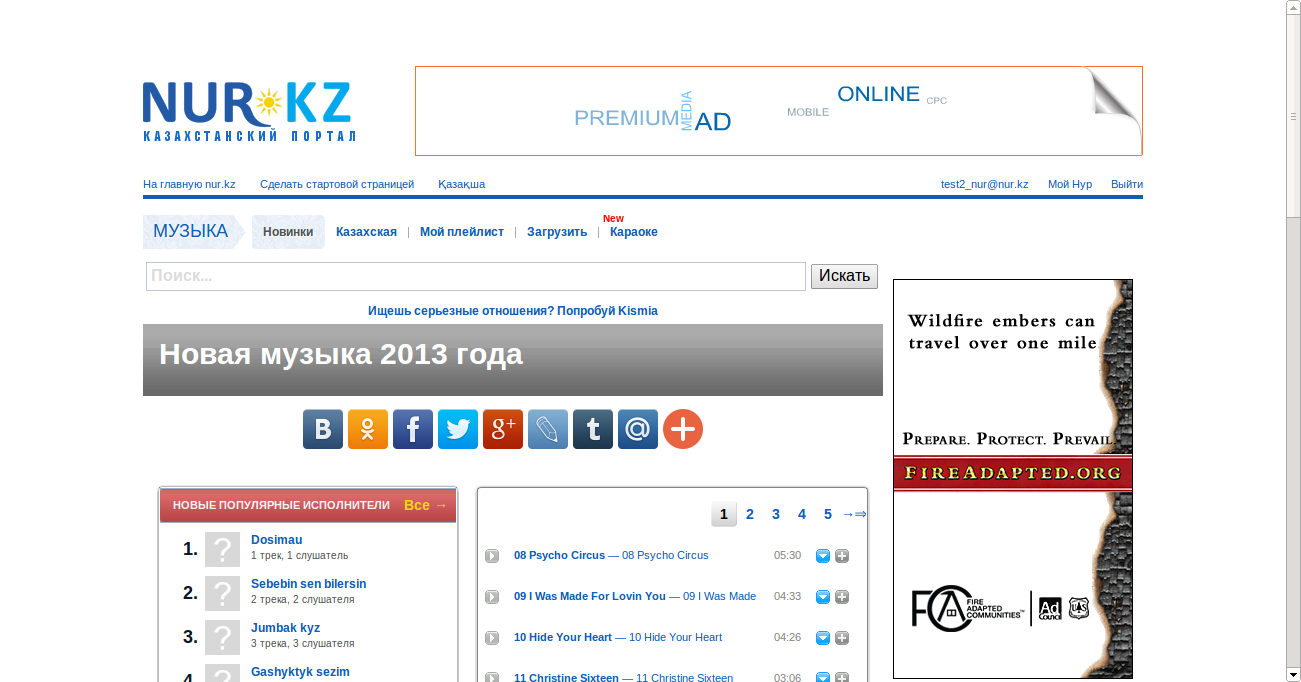 NUR KZ
КАЗАХСТАНСКИЙ ПОРТАЛ
PREMIUM MEDIA AD
MOBILE ONLINE CPC
На главную nur.kz Сделать стартовой страницей Қазақша test2_nur@nur.kz Мой Нур Выйти
МУЗЫКА Новинки Казахская Мой плейлист Загрузить New Караоке
Поиск... Искать
Ищешь серьезные отношения? Попробуй Kismia
Новая музыка 2013 года
НОВЫЕ ПОПУЛЯРНЫЕ ИСПОЛНИТЕЛИ Все →
1. Dosimau
1 трек, 1 слушатель
2. Sebebin sen bilersin
2 трека, 2 слушателя
3. Jumbak kyz
3 трека, 3 слушателя
4. Gashyktyk sezim
1 2 3 4 5 →⇒
08 Psycho Circus — 08 Psycho Circus 05:30
09 I Was Made For Lovin You — 09 I Was Made 04:33
10 Hide Your Heart — 10 Hide Your Heart 04:26
11 Christine Sixteen — 11 Christine Sixteen 03:06
Wildfire embers can
travel over one mile
PREPARE. PROTECT. PREVAIL.
FIREADAPTED.ORG
FAC FIRE
ADAPTED
COMMUNITIES™
Ad
Council
US